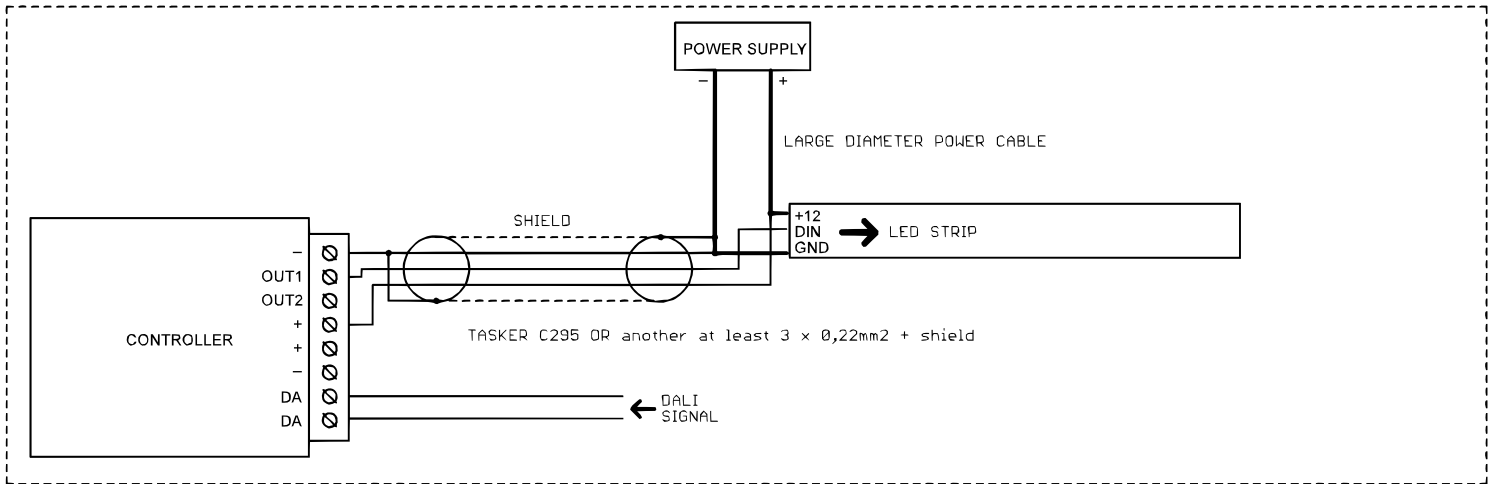 POWER SUPPLY
− +
LARGE DIAMETER POWER CABLE
SHIELD
+12
DIN
GND
LED STRIP
−
OUT1
OUT2
+
+
−
DA
DA
CONTROLLER
TASKER C295 OR another at least 3 x 0,22mm2 + shield
DALI
SIGNAL